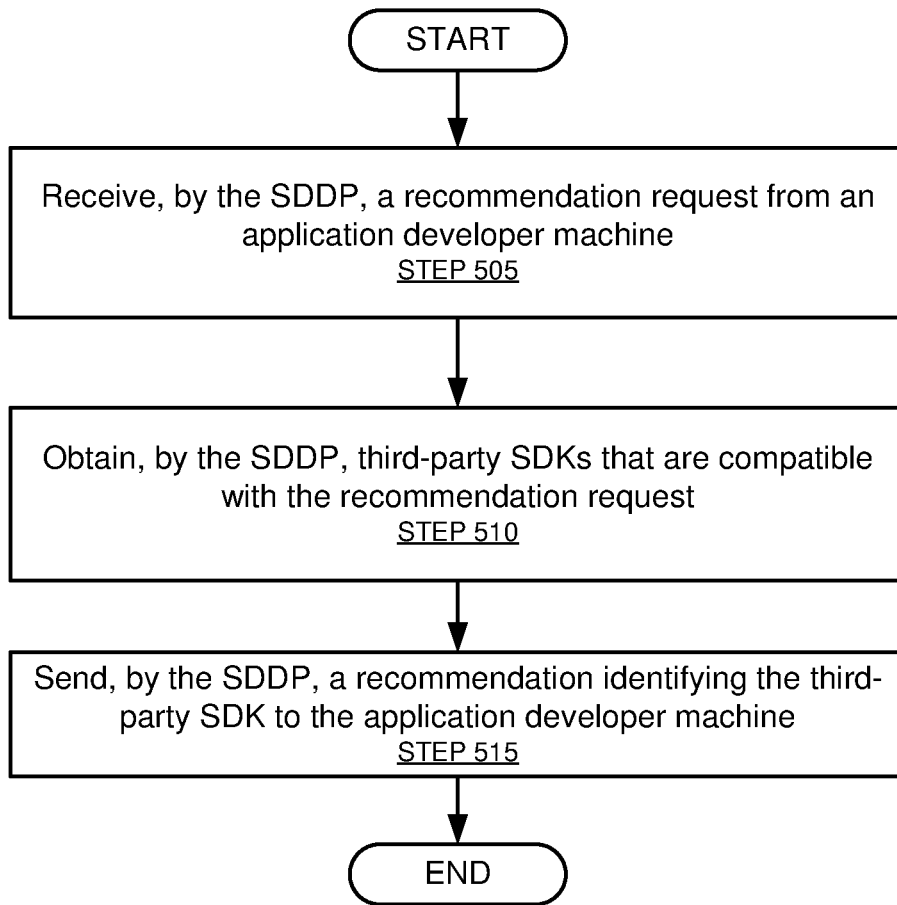 START
Receive, by the SDDP, a recommendation request from an
application developer machine
STEP 505
Obtain, by the SDDP, third-party SDKs that are compatible
with the recommendation request
STEP 510
Send, by the SDDP, a recommendation identifying the third-
party SDK to the application developer machine
STEP 515
END